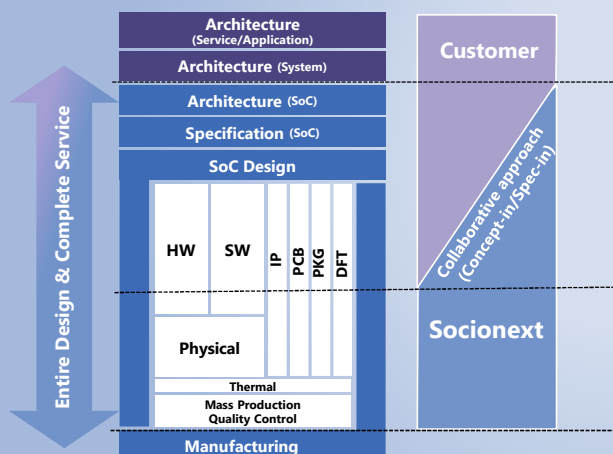 Architecture
(Service/Application)
Architecture (System)
Architecture (SoC)
Specification (SoC)
SoC Design
HW
SW
IP
PCB
PKG
DFT
Physical
Thermal
Mass Production
Quality Control
Manufacturing
Entire Design & Complete Service
Customer
Collaborative approach
(Concept-in/Spec-in)
Socionext